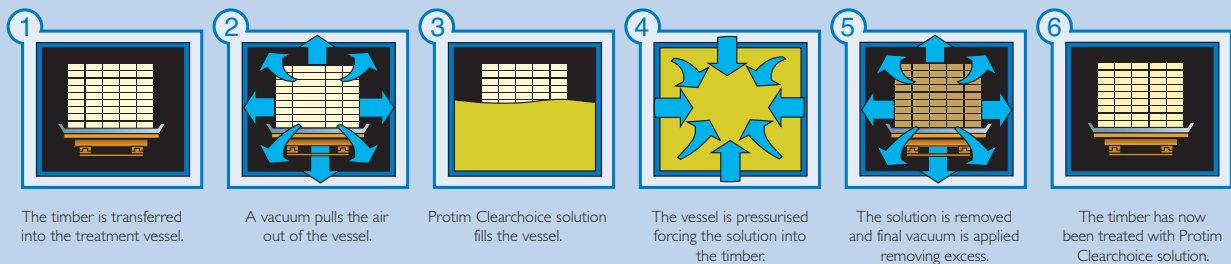 1
The timber is transferred
into the treatment vessel.
2
A vacuum pulls the air
out of the vessel.
3
Protim Clearchoice solution
fills the vessel.
4
The vessel is pressurised
forcing the solution into
the timber.
5
The solution is removed
and final vacuum is applied
removing excess.
6
The timber has now
been treated with Protim
Clearchoice solution.